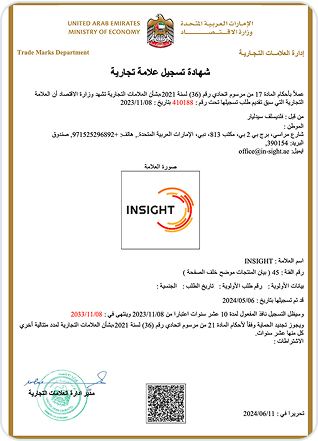 UNITED ARAB EMIRATES
MINISTRY OF ECONOMY
الإمارات العربية المتحدة
وزارة الاقتصاد
Trade Marks Department
إدارة العلامات التجارية
شهادة تسجيل علامة تجارية
عملاً بأحكام المادة 17 من مرسوم اتحادي رقم (36) لسنة 2021بشأن العلامات التجارية تشهد وزارة الاقتصاد أن العلامة
التجارية التي سبق تقديم طلب تسجيلها تحت رقم : 410188 بتاريخ : 2023/11/08
من قبل : فلاديسلاف سيدليار
الموطن :
شارع مراسي، برج بي 2 بي، مكتب 813، دبي، الإمارات العربية المتحدة., هاتف: +971525296892, صندوق
البريد: 390154,
ايميل: office@in-sight.ae
صورة العلامة
INSIGHT
اسم العلامة : INSIGHT
رقم الفئة : 45 ( بيان المنتجات موضح خلف الصفحة )
بيانات الأولوية : رقم طلب الأولوية : تاريخ الطلب : الجنسية :
قد تم تسجيلها بتاريخ : 2024/05/06
وسيظل التسجيل نافذ المفعول لمدة 10 عشر سنوات اعتبارا من 2023/11/08 وينتهي في : 2033/11/08
ويجوز تجديد الحماية وفقاً لأحكام المادة 21 من مرسوم اتحادي رقم (36) لسنة 2021بشأن العلامات التجارية لمدد متتالية أخرى
كل منها عشر سنوات.
الاشتراطات :
مدير إدارة العلامات التجارية
تحريرا في : 2024/06/11